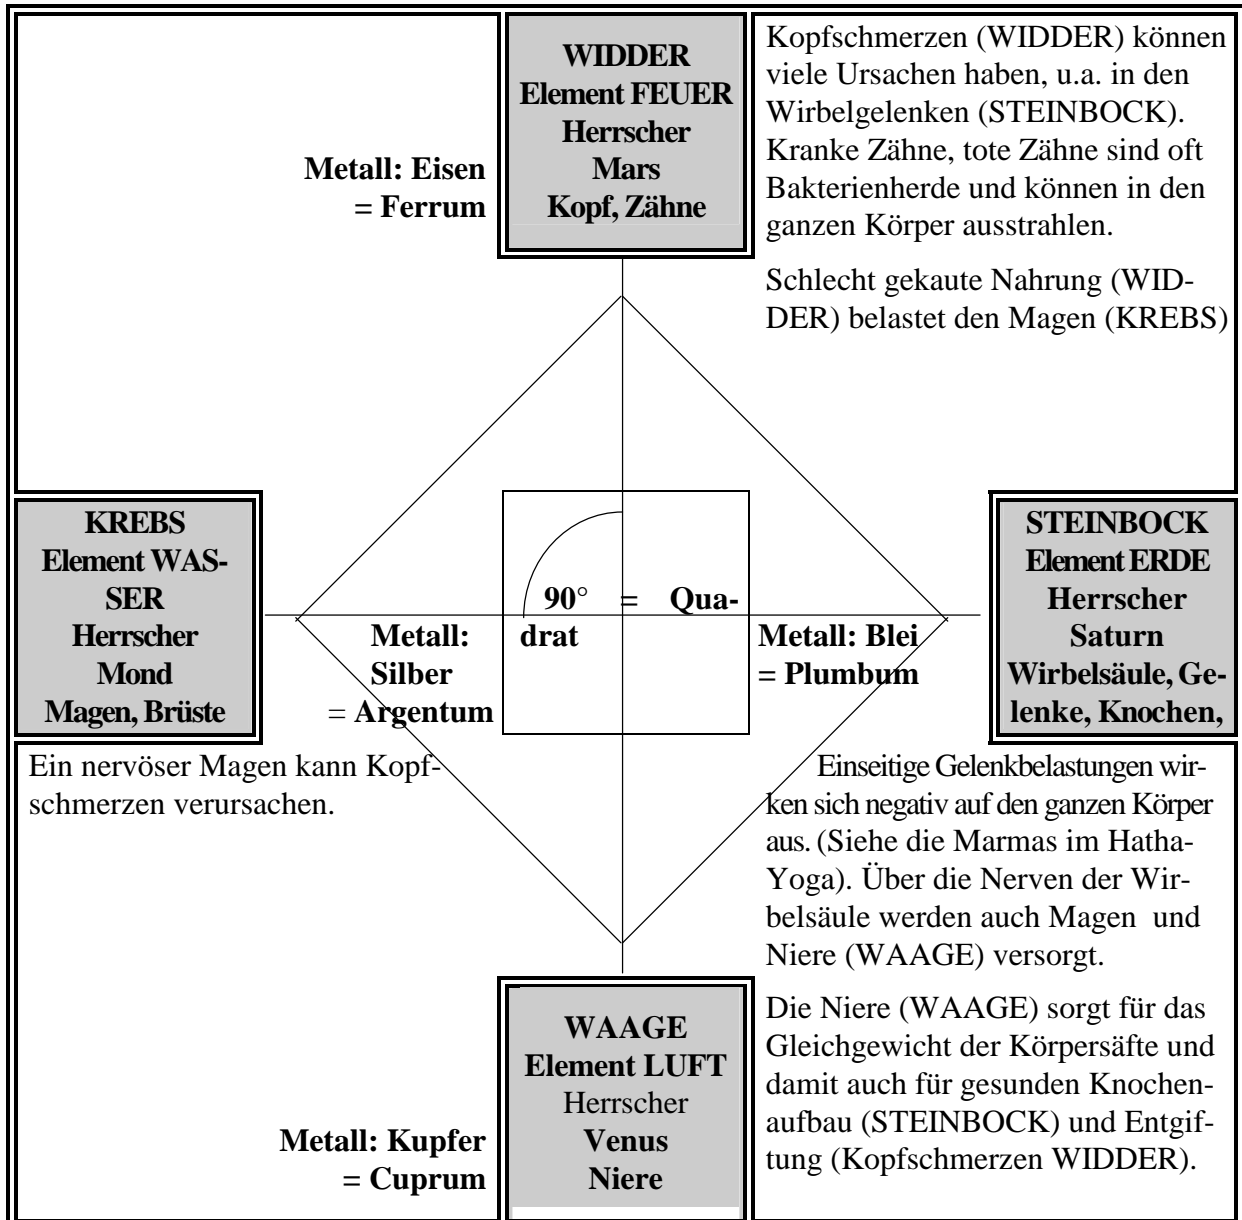 WIDDER
Element FEUER
Herrscher
Mars
Kopf, Zähne
Metall: Eisen
= Ferrum
Kopfschmerzen (WIDDER) können
viele Ursachen haben, u.a. in den
Wirbelgelenken (STEINBOCK).
Kranke Zähne, tote Zähne sind oft
Bakterienherde und können in den
ganzen Körper ausstrahlen.
Schlecht gekaute Nahrung (WID-
DER) belastet den Magen (KREBS)
KREBS
Element WAS-
SER
Herrscher
Mond
Magen, Brüste
Metall:
Silber
= Argentum
90° = Qua-
drat
Metall: Blei
= Plumbum
STEINBOCK
Element ERDE
Herrscher
Saturn
Wirbelsäule, Ge-
lenke, Knochen,
Ein nervöser Magen kann Kopf-
schmerzen verursachen.
Einseitige Gelenkbelastungen wir-
ken sich negativ auf den ganzen Körper
aus. (Siehe die Marmas im Hatha-
Yoga). Über die Nerven der Wir-
belsäule werden auch Magen und
Niere (WAAGE) versorgt.
Die Niere (WAAGE) sorgt für das
Gleichgewicht der Körpersäfte und
damit auch für gesunden Knochen-
aufbau (STEINBOCK) und Entgif-
tung (Kopfschmerzen WIDDER).
WAAGE
Element LUFT
Herrscher
Venus
Niere
Metall: Kupfer
= Cuprum